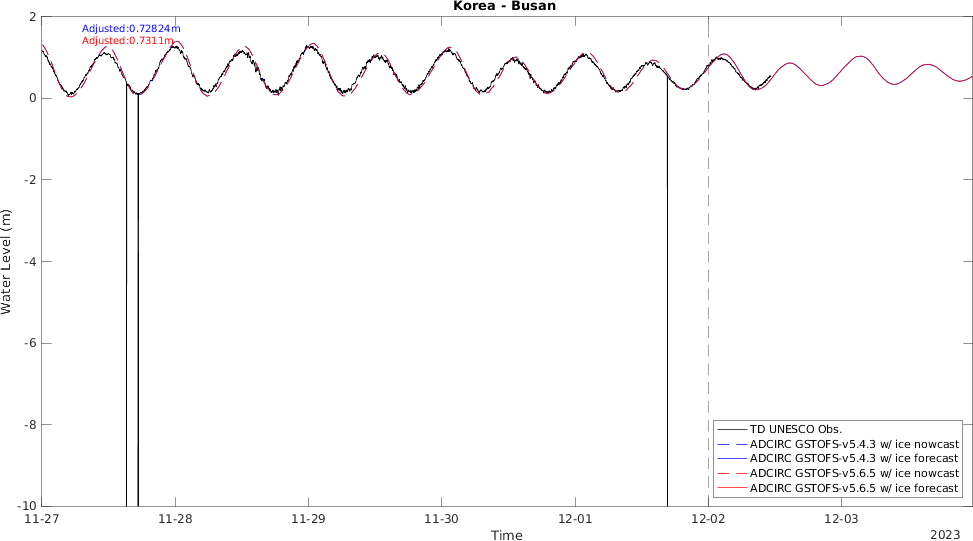 Korea - Busan
Adjusted:0.72824m
Adjusted:0.7311m
2
0
-2
-4
-6
-8
-10
Water Level (m)
TD UNESCO Obs.
ADCIRC GSTOFS-v5.4.3 w/ ice nowcast
ADCIRC GSTOFS-v5.4.3 w/ ice forecast
ADCIRC GSTOFS-v5.6.5 w/ ice nowcast
ADCIRC GSTOFS-v5.6.5 w/ ice forecast
11-27 11-28 11-29 11-30 12-01 12-02 12-03
Time
2023